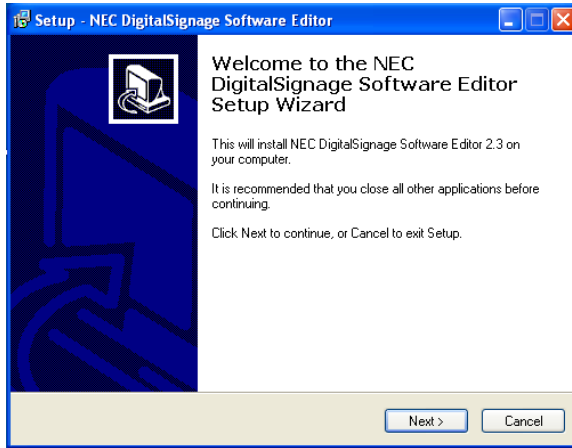 Setup - NEC DigitalSignage Software Editor
Welcome to the NEC
DigitalSignage Software Editor
Setup Wizard
This will install NEC DigitalSignage Software Editor 2.3 on
your computer.
It is recommended that you close all other applications before
continuing.
Click Next to continue, or Cancel to exit Setup.
Next >
Cancel